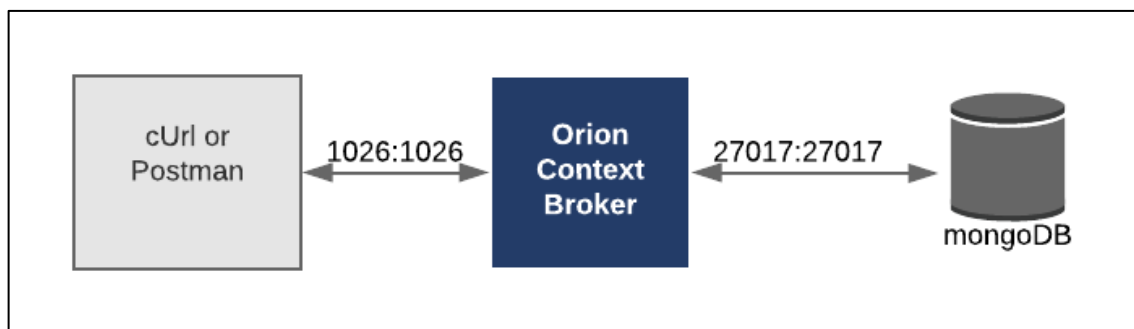 cUrl or
Postman
1026:1026
Orion
Context
Broker
27017:27017
mongoDB